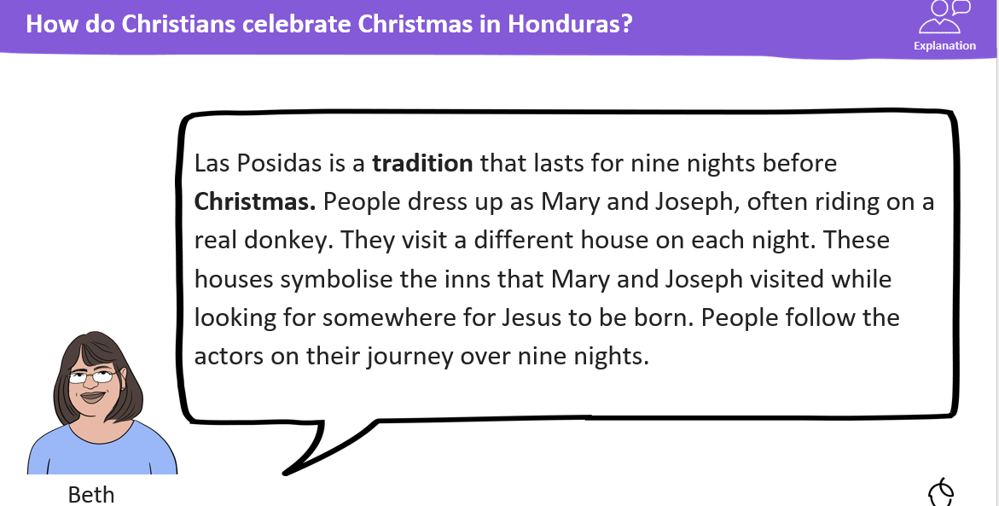 How do Christians celebrate Christmas in Honduras?
Explanation
Las Posidas is a tradition that lasts for nine nights before
Christmas. People dress up as Mary and Joseph, often riding on a
real donkey. They visit a different house on each night. These
houses symbolise the inns that Mary and Joseph visited while
looking for somewhere for Jesus to be born. People follow the
actors on their journey over nine nights.
Beth